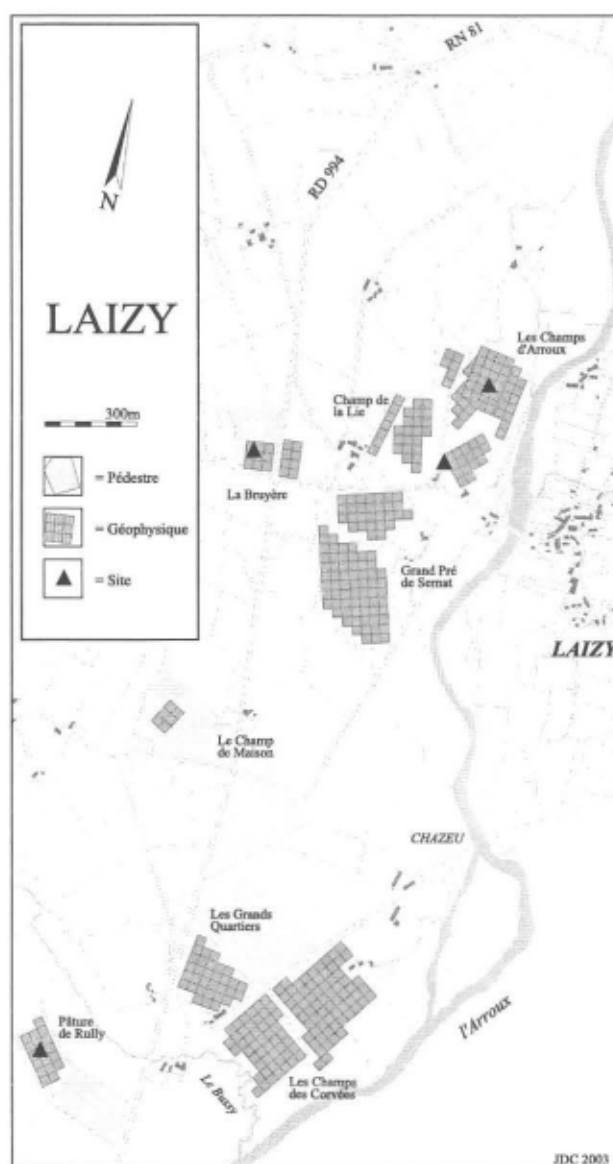 RN 81
RD 994
N
LAIZY
300m
= Pédestre
= Géophysique
= Site
Les Champs
d'Arroux
Champ de
la Lie
La Bruyère
Grand Pré
de Sernat
LAIZY
Le Champ
de Maison
CHAZEU
Les Grands
Quartiers
Pâture
de Rully
l'Arroux
Le Bussy
Les Champs
des Corvées
JDC 2003